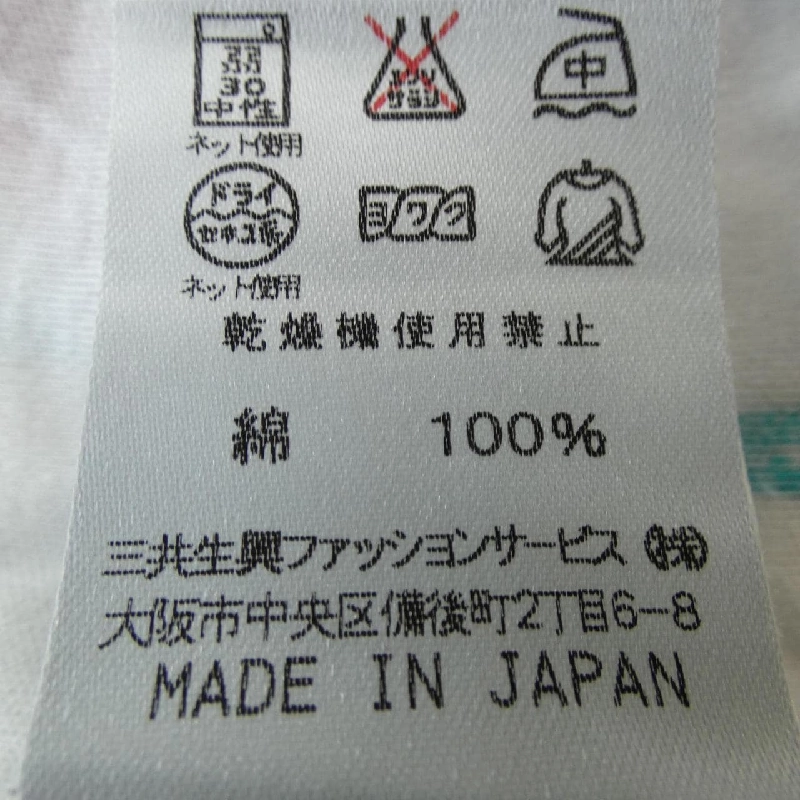 弱
30
中性
ネット使用
エンソ
サラシ
中
ドライ
セキユ系
ネット使用
ヨワク
乾燥機使用禁止
綿 100%
三共生興ファッションサービス (株)
大阪市中央区備後町2丁目6-8
MADE IN JAPAN